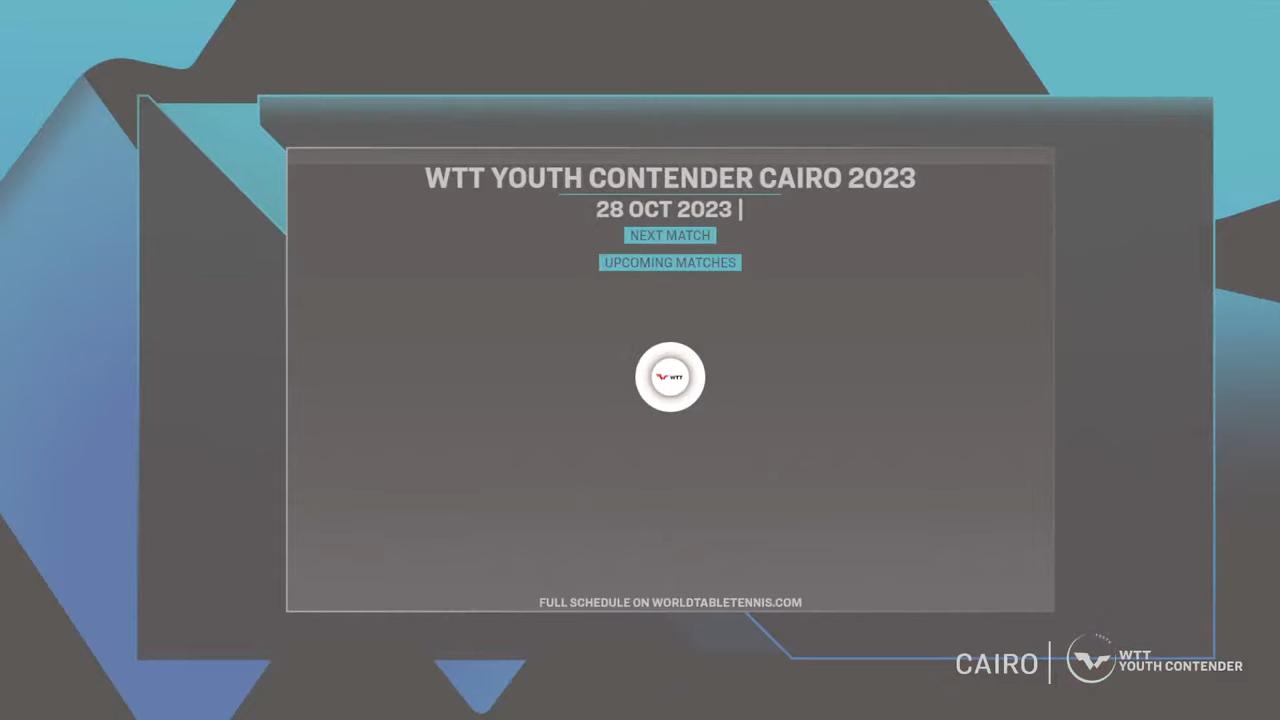 WTT YOUTH CONTENDER CAIRO 2023
28 OCT 2023 |
NEXT MATCH
UPCOMING MATCHES
WTT
FULL SCHEDULE ON WORLDTABLETENNIS.COM
CAIRO
YOUTH
WTT
YOUTH CONTENDER